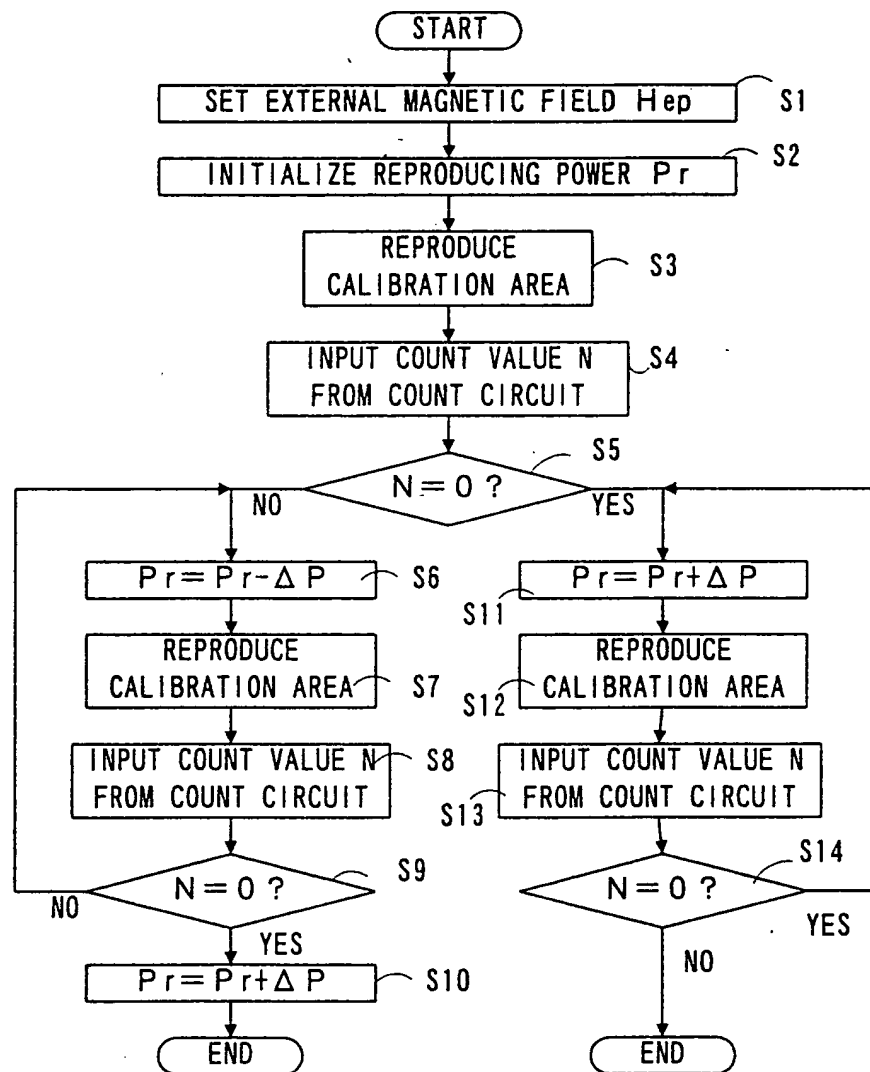 START
SET EXTERNAL MAGNETIC FIELD Hep
S1
INITIALIZE REPRODUCING POWER Pr
S2
REPRODUCE
CALIBRATION AREA
S3
INPUT COUNT VALUE N
FROM COUNT CIRCUIT
S4
N=0?
S5
NO
YES
Pr=Pr-ΔP
S6
REPRODUCE
CALIBRATION AREA
S7
INPUT COUNT VALUE N
FROM COUNT CIRCUIT
S8
N=0?
S9
NO
YES
Pr=Pr+ΔP
S10
END
Pr=Pr+ΔP
S11
REPRODUCE
CALIBRATION AREA
S12
INPUT COUNT VALUE N
FROM COUNT CIRCUIT
S13
N=0?
S14
YES
NO
END